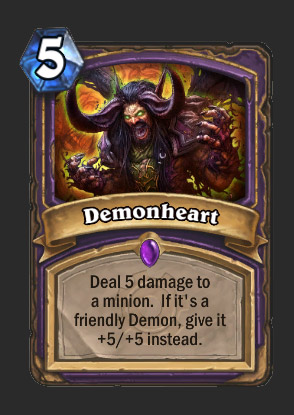 5
Demonheart
Deal 5 damage to
a minion.  If it's a
friendly Demon, give it
+5/+5 instead.